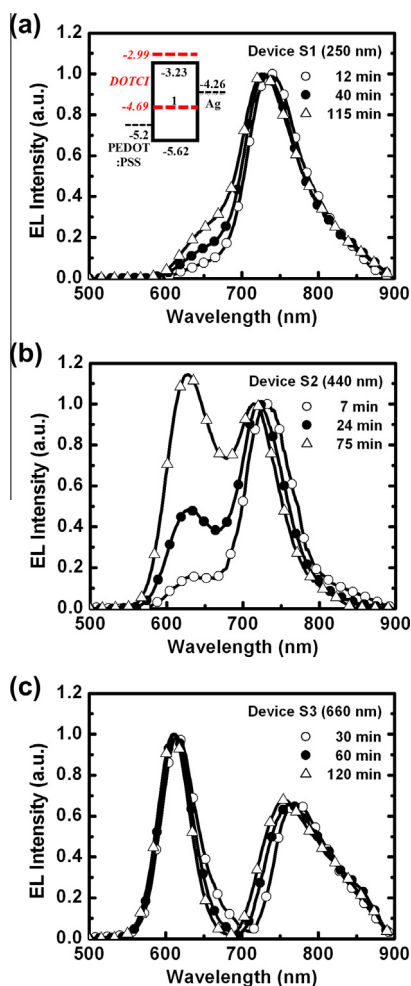 (a)
Device S1 (250 nm)
12 min
40 min
115 min
-2.99
-3.23
DOTCI
-4.26
1
Ag
-4.69
-5.2
PEDOT
:PSS
-5.62
EL Intensity (a.u.)
1.2
1.0
0.8
0.6
0.4
0.2
0.0
500 600 700 800 900
Wavelength (nm)
(b)
Device S2 (440 nm)
7 min
24 min
75 min
EL Intensity (a.u.)
1.2
1.0
0.8
0.6
0.4
0.2
0.0
500 600 700 800 900
Wavelength (nm)
(c)
Device S3 (660 nm)
30 min
60 min
120 min
EL Intensity (a.u.)
1.2
1.0
0.8
0.6
0.4
0.2
0.0
500 600 700 800 900
Wavelength (nm)